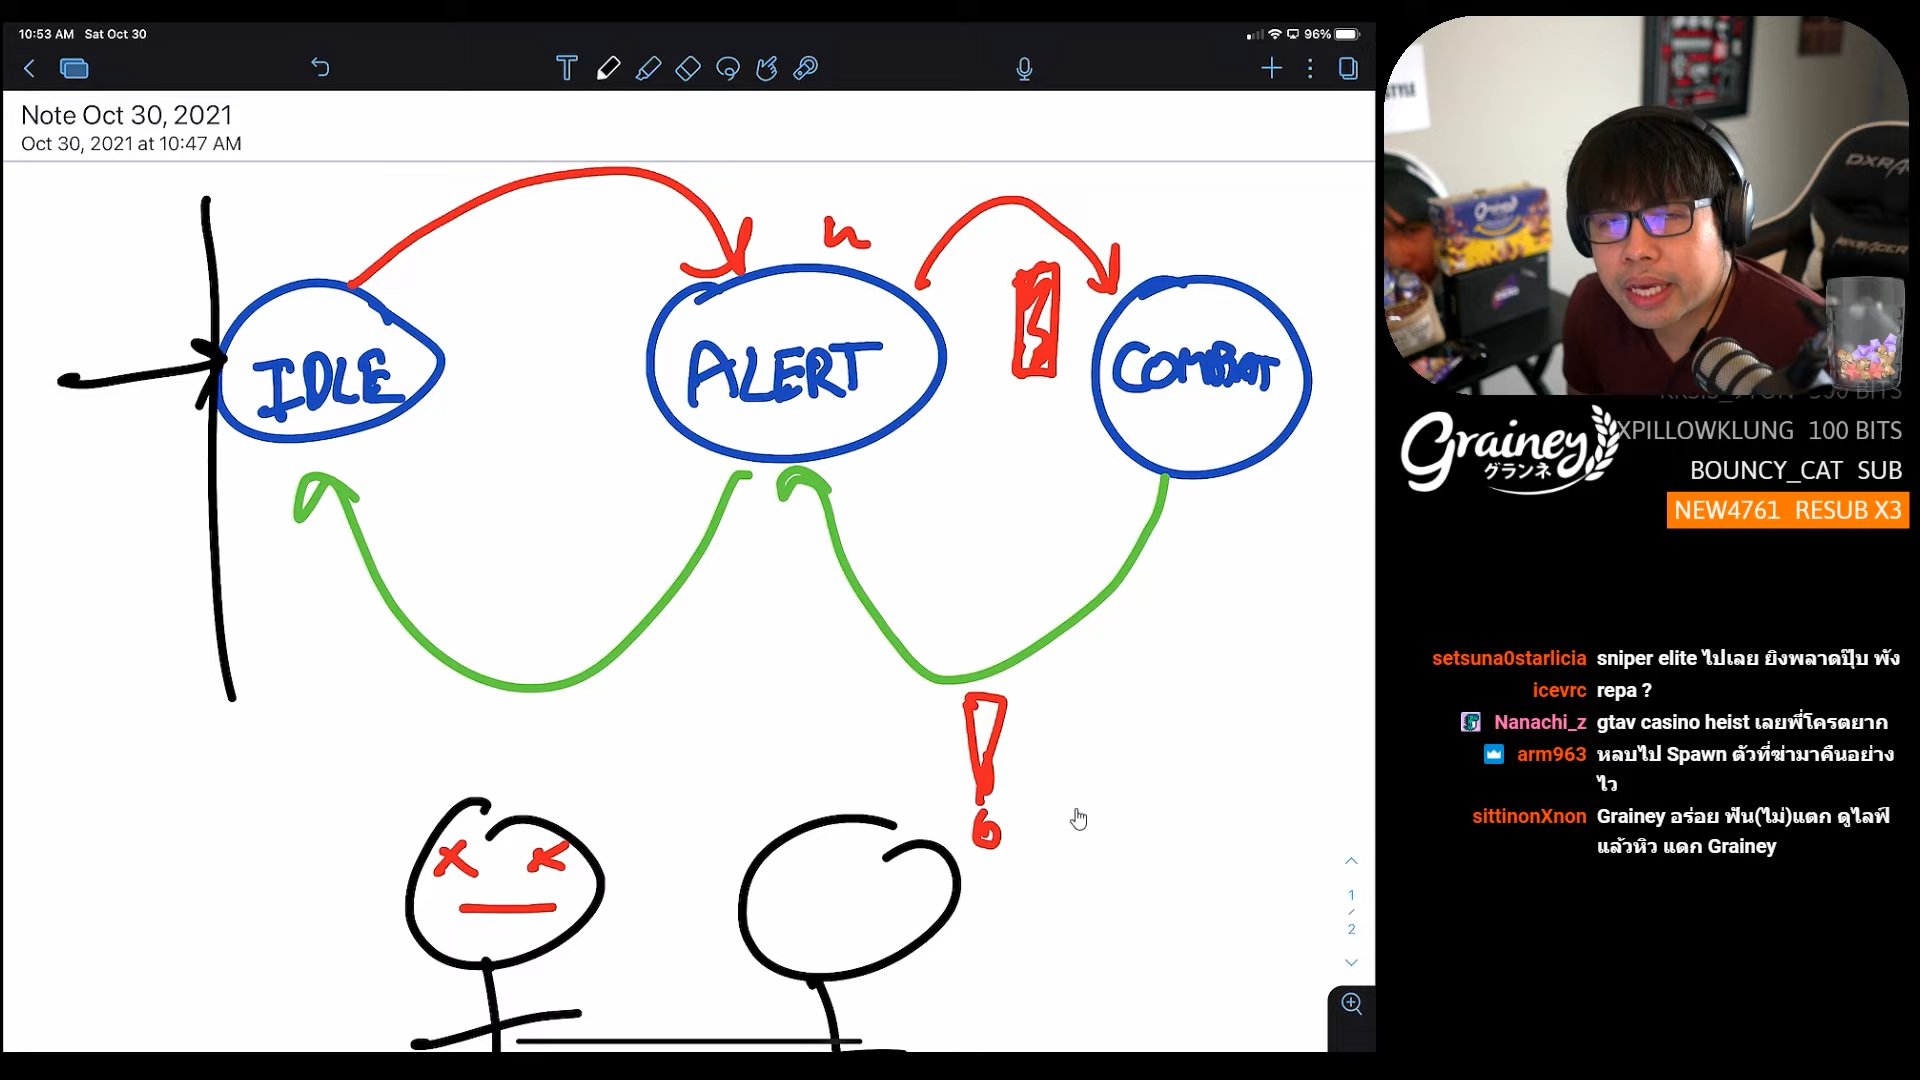 10:53 AM Sat Oct 30
96%
Note Oct 30, 2021
Oct 30, 2021 at 10:47 AM
IDLE
ALERT
COMBAT
1
2
STYLE
DXRACER
Grainey
グランネ
XPILLOWKLUNG 100 BITS
BOUNCY_CAT SUB
NEW4761 RESUB X3
setsuna0starlicia sniper elite ไปเลย ยิงพลาดปุ๊บ พัง
icevrc repa ?
Nanachi_z gtav casino heist เลยพี่โครตยาก
arm963 หลบไป Spawn ตัวที่ฆ่ามาคืนอย่าง
ไว
sittinonXnon Grainey อร่อย ฟัน(ไม่)แตก ดูไลฟ์
แล้วหิว แดก Grainey